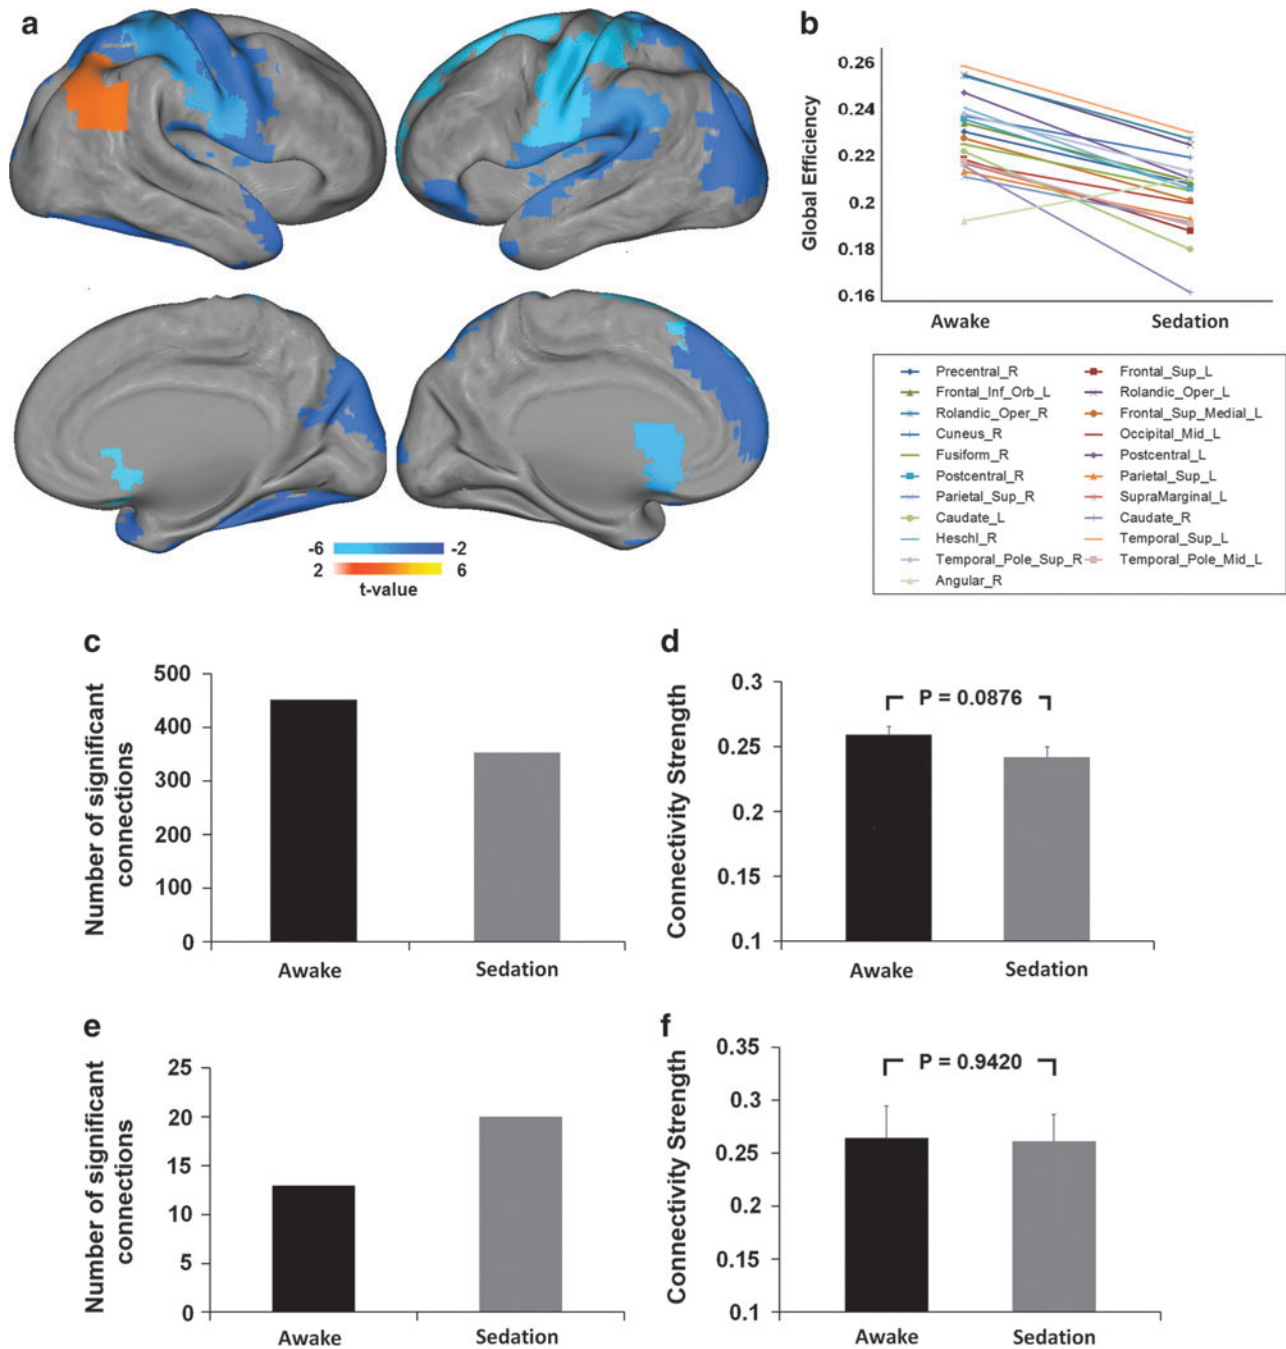 a
-6
-2
2
6
t-value
b
Global Efficiency
0.26
0.24
0.22
0.2
0.18
0.16
Awake
Sedation
Precentral_R
Frontal_Sup_L
Frontal_Inf_Orb_L
Rolandic_Oper_L
Rolandic_Oper_R
Frontal_Sup_Medial_L
Cuneus_R
Occipital_Mid_L
Fusiform_R
Postcentral_L
Postcentral_R
Parietal_Sup_L
Parietal_Sup_R
SupraMarginal_L
Caudate_L
Caudate_R
Heschl_R
Temporal_Sup_L
Temporal_Pole_Sup_R
Temporal_Pole_Mid_L
Angular_R
c
Number of significant
connections
500
400
300
200
100
0
Awake
Sedation
d
Connectivity Strength
0.3
0.25
0.2
0.15
0.1
P = 0.0876
Awake
Sedation
e
Number of significant
connections
25
20
15
10
5
0
Awake
Sedation
f
Connectivity Strength
0.35
0.3
0.25
0.2
0.15
0.1
P = 0.9420
Awake
Sedation